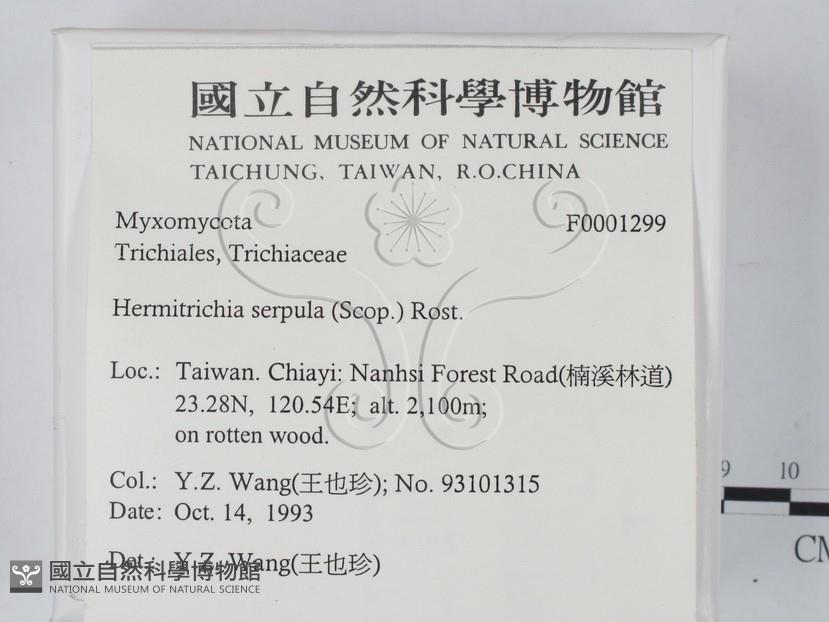 國立自然科學博物館
NATIONAL MUSEUM OF NATURAL SCIENCE
TAICHUNG, TAIWAN, R.O.CHINA
Myxomycota F0001299
Trichiales, Trichiaceae
Hermitrichia serpula (Scop.) Rost.
Loc.: Taiwan. Chiayi: Nanhsi Forest Road(楠溪林道)
23.28N, 120.54E; alt. 2,100m;
on rotten wood.
Col.: Y.Z. Wang(王也珍); No. 93101315
Date: Oct. 14, 1993
Det.: Y.Z. Wang(王也珍)
國立自然科學博物館
NATIONAL MUSEUM OF NATURAL SCIENCE
9 10
CM